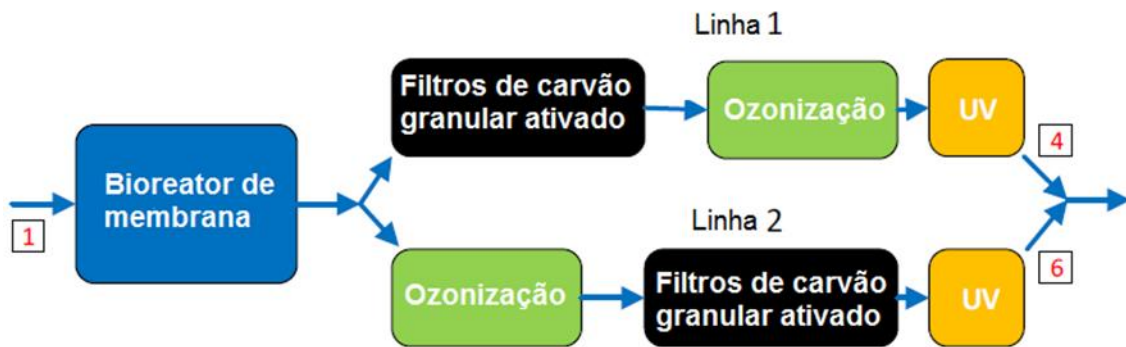 Linha 1
Filtros de carvão
granular ativado
Ozonização
UV
4
Bioreator de
membrana
1
Linha 2
Ozonização
Filtros de carvão
granular ativado
UV
6